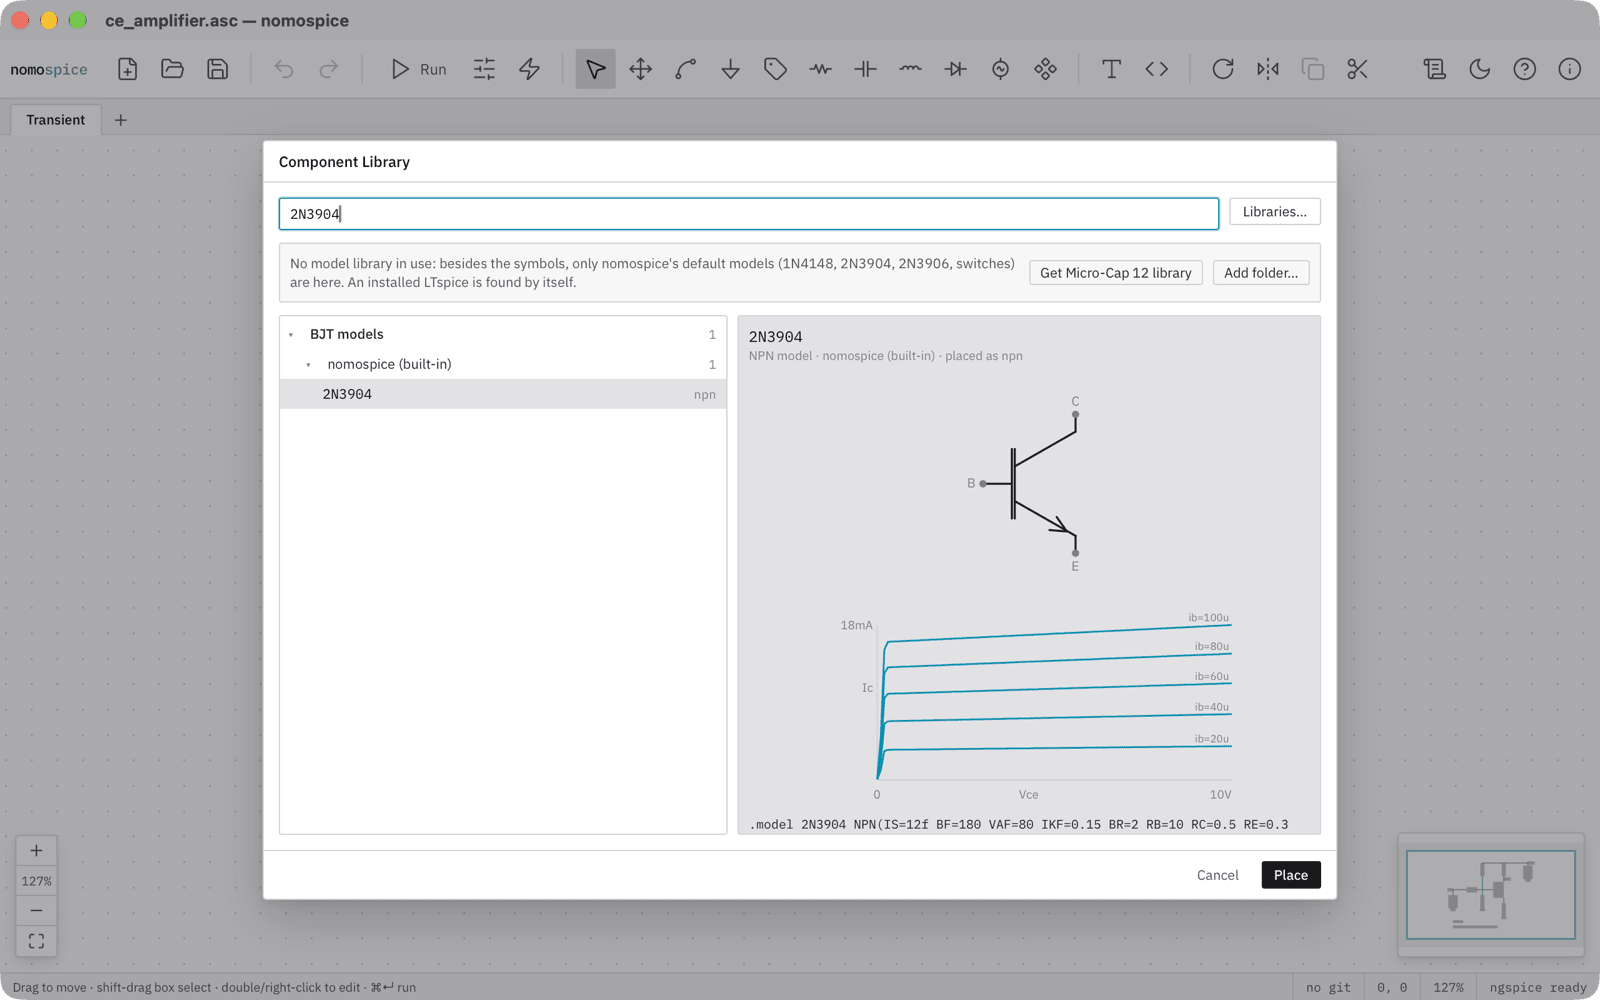 ce_amplifier.asc — nomospice
nomospice
Run
Transient
Component Library
2N3904
Libraries...
No model library in use: besides the symbols, only nomospice's default models (1N4148, 2N3904, 2N3906, switches)
are here. An installed LTspice is found by itself.
Get Micro-Cap 12 library
Add folder...
BJT models 1
nomospice (built-in) 1
2N3904 npn
2N3904
NPN model · nomospice (built-in) · placed as npn
C
B
E
18mA
Ic
ib=100u
ib=80u
ib=60u
ib=40u
ib=20u
0 Vce 10V
.model 2N3904 NPN(IS=12f BF=180 VAF=80 IKF=0.15 BR=2 RB=10 RC=0.5 RE=0.3
Cancel
Place
127%
Drag to move · shift-drag box select · double/right-click to edit · ⌘↵ run
no git
0, 0
127%
ngspice ready